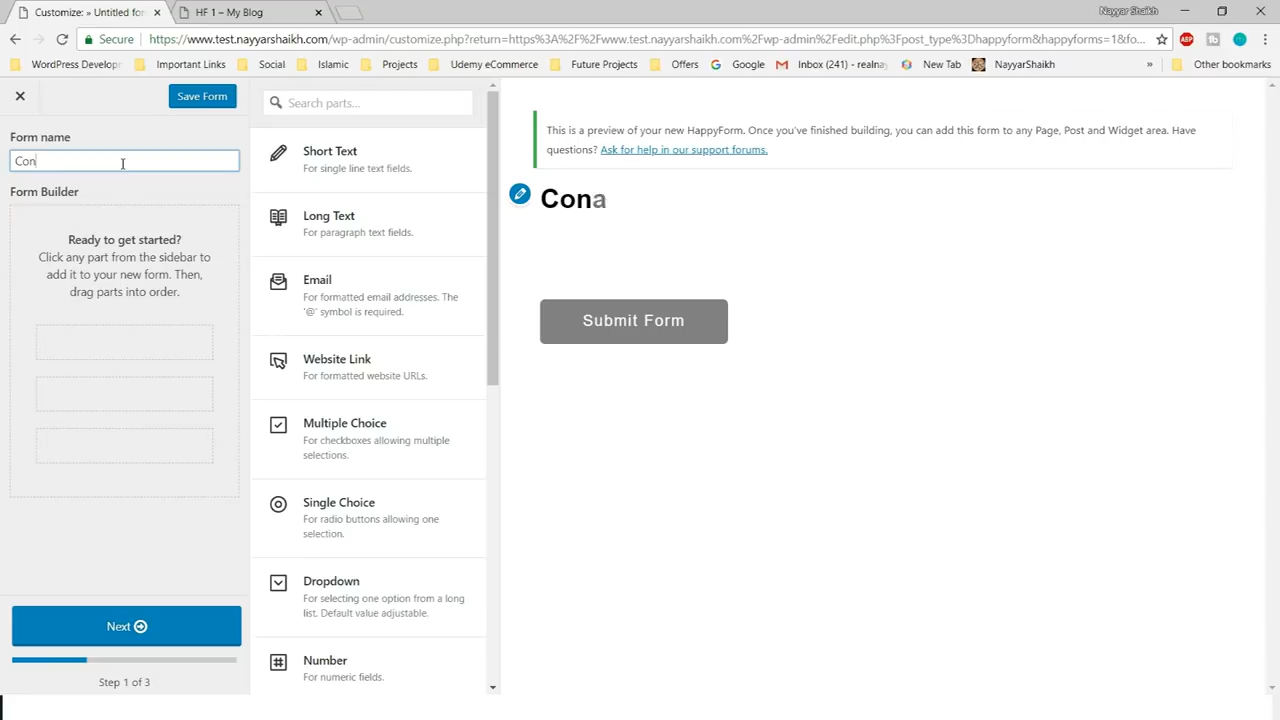 Customize: » Untitled for
HF 1 – My Blog
Nayyar Shaikh
Secure
https://www.test.nayyarshaikh.com/wp-admin/customize.php?return=https%3A%2F%2Fwww.test.nayyarshaikh.com%2Fwp-admin%2Fedit.php%3Fpost_type%3Dhappyform&happyforms=1&fo...
ABP
WordPress Develop
Important Links
Social
Islamic
Projects
Udemy eCommerce
Future Projects
Offers
Google
Inbox (241) - realna
New Tab
NayyarShaikh
»
Other bookmarks
Save Form
Form name
Con
Form Builder
Ready to get started?
Click any part from the sidebar to
add it to your new form. Then,
drag parts into order.
Next
Step 1 of 3
Search parts...
Short Text
For single line text fields.
Long Text
For paragraph text fields.
Email
For formatted email addresses. The
'@' symbol is required.
Website Link
For formatted website URLs.
Multiple Choice
For checkboxes allowing multiple
selections.
Single Choice
For radio buttons allowing one
selection.
Dropdown
For selecting one option from a long
list. Default value adjustable.
Number
For numeric fields.
This is a preview of your new HappyForm. Once you've finished building, you can add this form to any Page, Post and Widget area. Have
questions? Ask for help in our support forums.
Cona
Submit Form